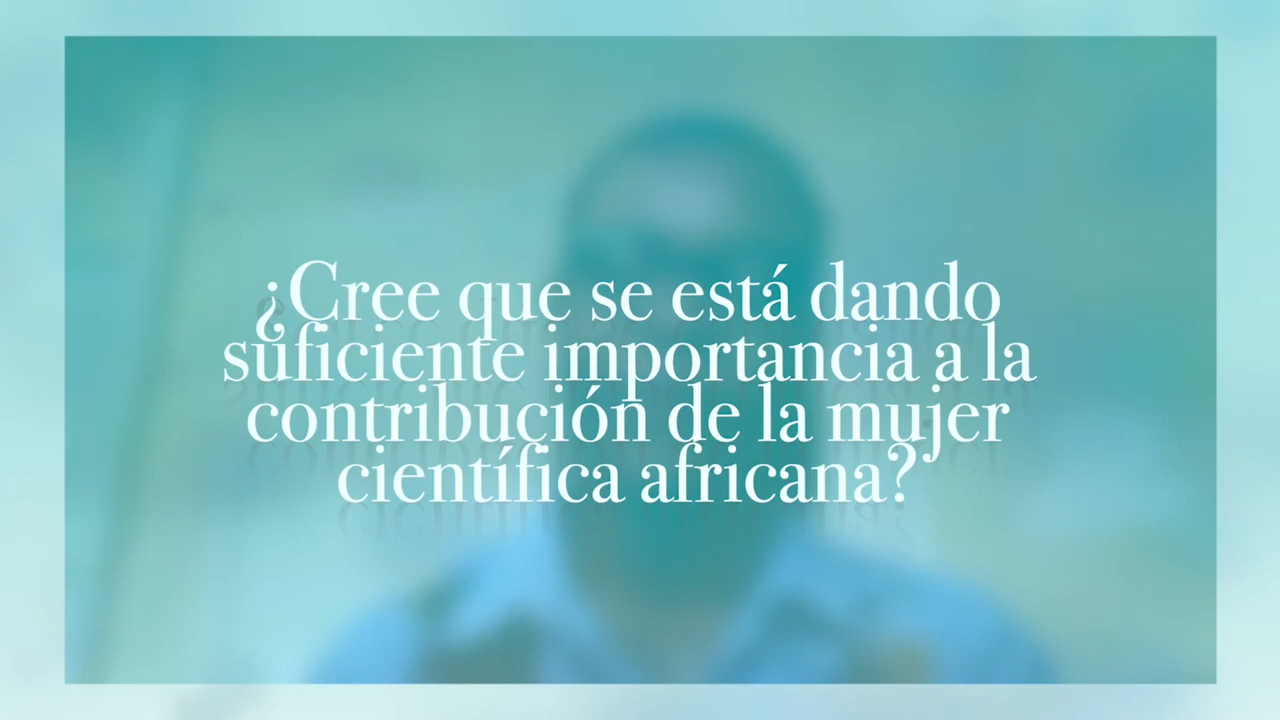 ¿Cree que se está dando
suficiente importancia a la
contribución de la mujer
científica africana?